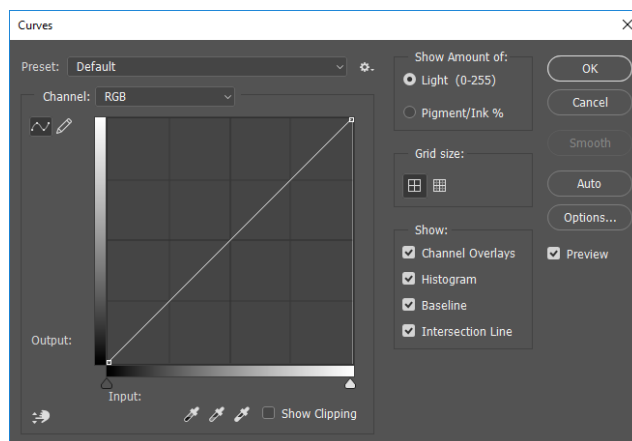 Curves
Preset: Default
Channel: RGB
Output:
Input:
Show Clipping
Show Amount of:
Light (0-255)
Pigment/Ink %
Grid size:
Show:
Channel Overlays
Histogram
Baseline
Intersection Line
OK
Cancel
Smooth
Auto
Options...
Preview